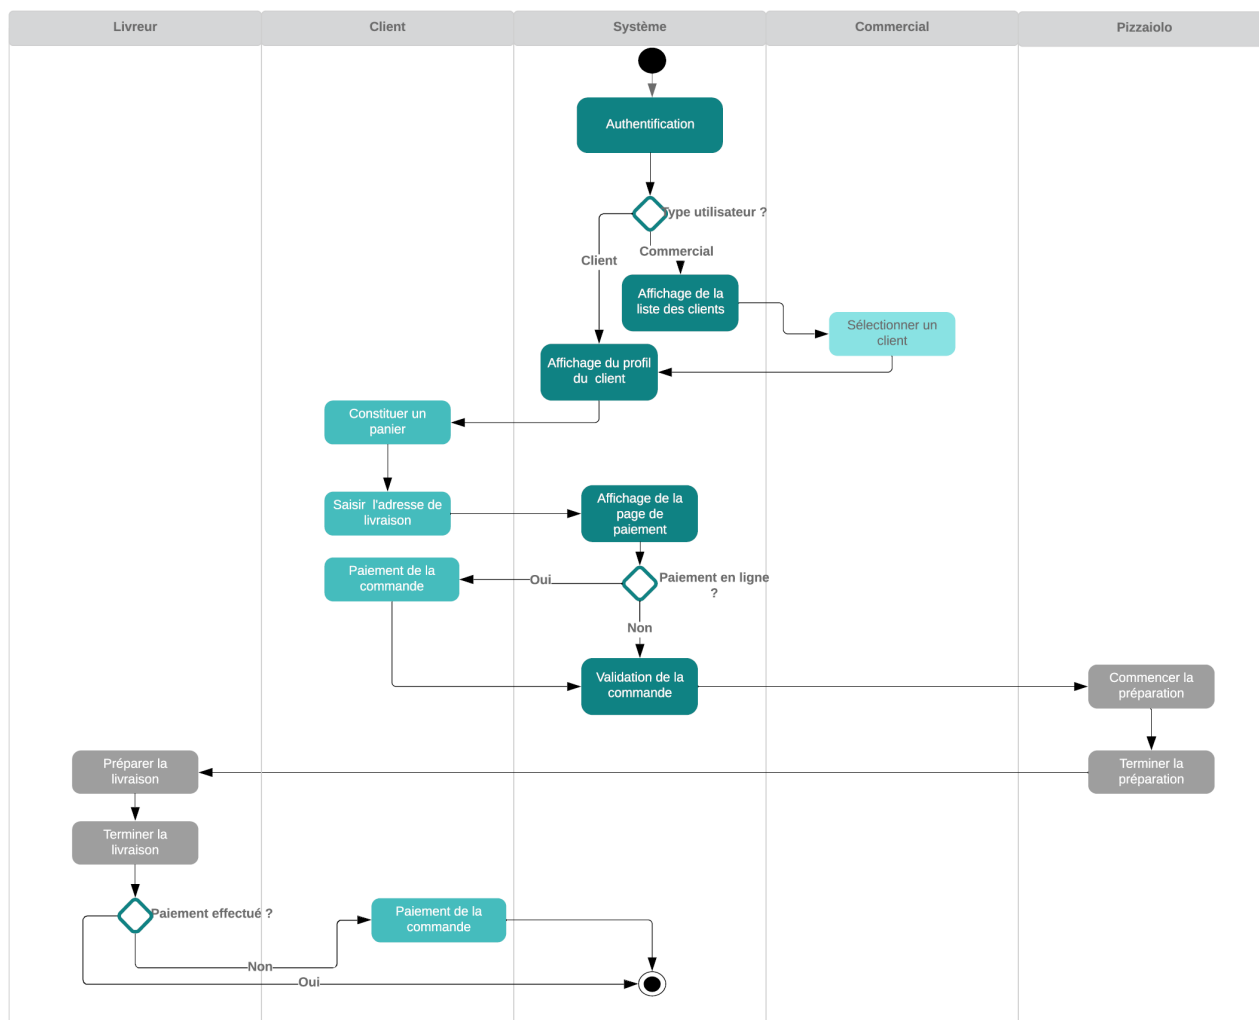 Livreur
Client
Système
Commercial
Pizzaiolo
Authentification
Type utilisateur ?
Commercial
Client
Affichage de la
liste des clients
Sélectionner un
client
Affichage du profil
du client
Constituer un
panier
Saisir l'adresse de
livraison
Affichage de la
page de
paiement
Paiement de la
commande
Oui
Paiement en ligne
?
Non
Validation de la
commande
Commencer la
préparation
Préparer la
livraison
Terminer la
préparation
Terminer la
livraison
Paiement effectué ?
Paiement de la
commande
Non
Oui